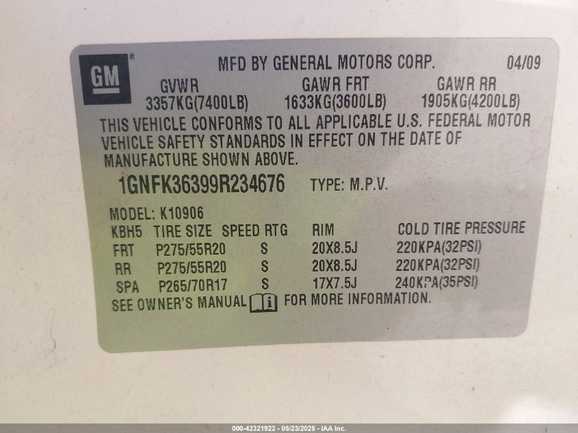 GM ®
MFD BY GENERAL MOTORS CORP. 04/09
GVWR GAWR FRT GAWR RR
3357KG(7400LB) 1633KG(3600LB) 1905KG(4200LB)
THIS VEHICLE CONFORMS TO ALL APPLICABLE U.S. FEDERAL MOTOR
VEHICLE SAFETY STANDARDS IN EFFECT ON THE DATE OF
MANUFACTURE SHOWN ABOVE.
1GNFK36399R234676 TYPE: M.P.V.
MODEL: K10906
KBH5 TIRE SIZE SPEED RTG RIM COLD TIRE PRESSURE
FRT P275/55R20 S 20X8.5J 220KPA(32PSI)
RR P275/55R20 S 20X8.5J 220KPA(32PSI)
SPA P265/70R17 S 17X7.5J 240KPA(35PSI)
SEE OWNER'S MANUAL FOR MORE INFORMATION.
000-42321922 - 05/23/2025 - IAA Inc.